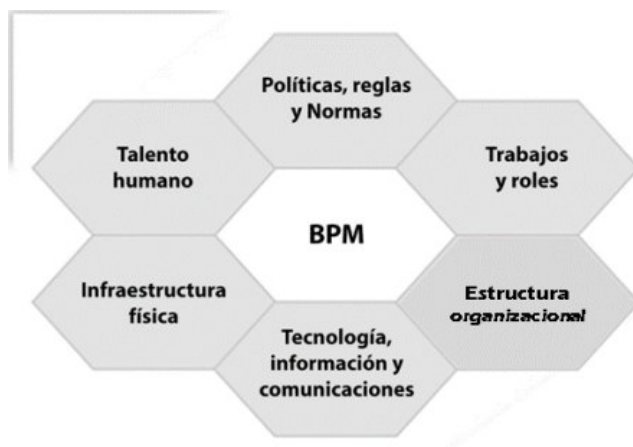 Políticas, reglas
y Normas
Talento
humano
Trabajos
y roles
BPM
Infraestructura
física
Estructura
organizacional
Tecnología,
información y
comunicaciones